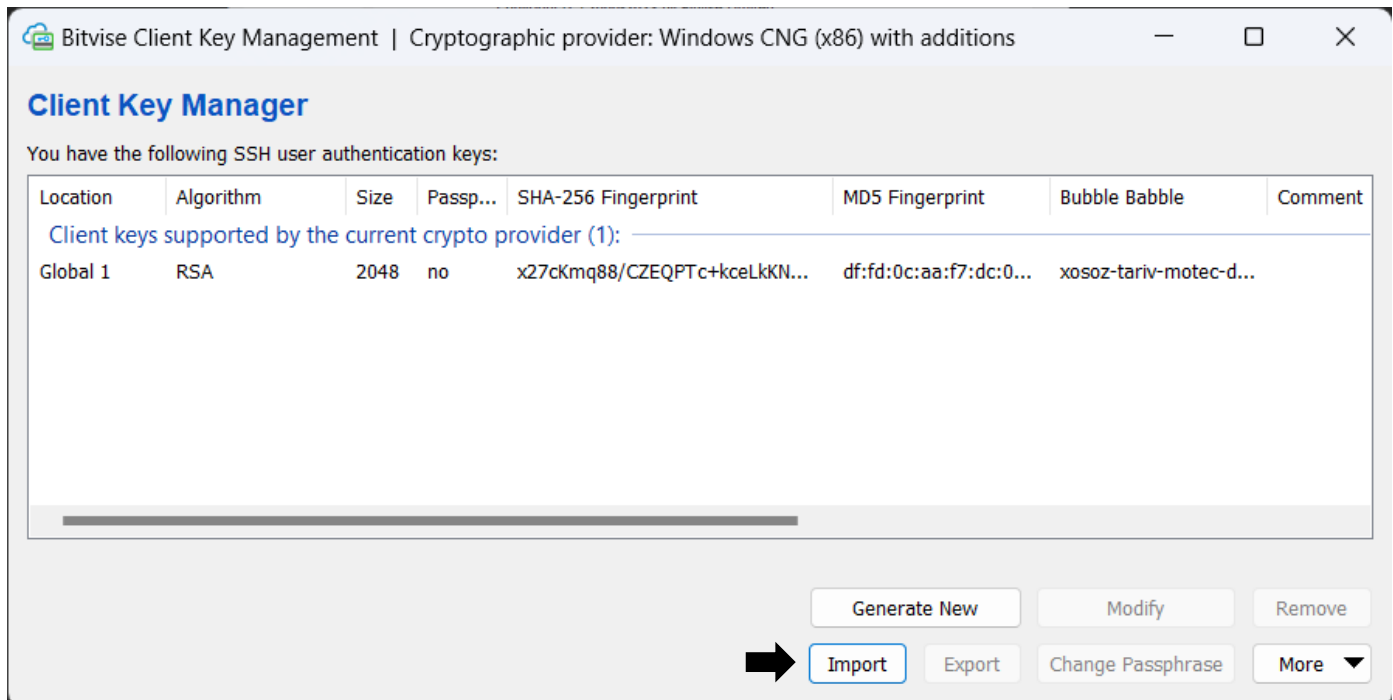 Bitvise Client Key Management | Cryptographic provider: Windows CNG (x86) with additions
Client Key Manager
You have the following SSH user authentication keys:
Location Algorithm Size Passp... SHA-256 Fingerprint MD5 Fingerprint Bubble Babble Comment
Client keys supported by the current crypto provider (1):
Global 1 RSA 2048 no x27cKmq88/CZEQPTc+kceLkKN... df:fd:0c:aa:f7:dc:0... xosoz-tariv-motec-d...
Generate New Modify Remove
Import Export Change Passphrase More